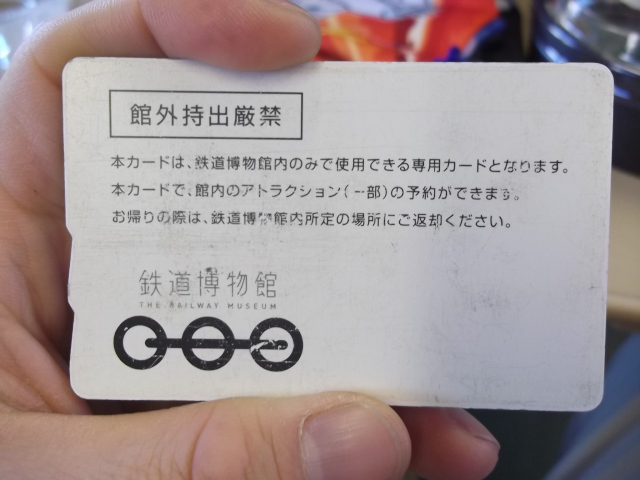 館外持出厳禁
本カードは、鉄道博物館内のみで使用できる専用カードとなります。
本カードで、館内のアトラクション(一部)の予約ができます。
お帰りの際は、鉄道博物館内所定の場所にご返却ください。
鉄道博物館
THE RAILWAY MUSEUM